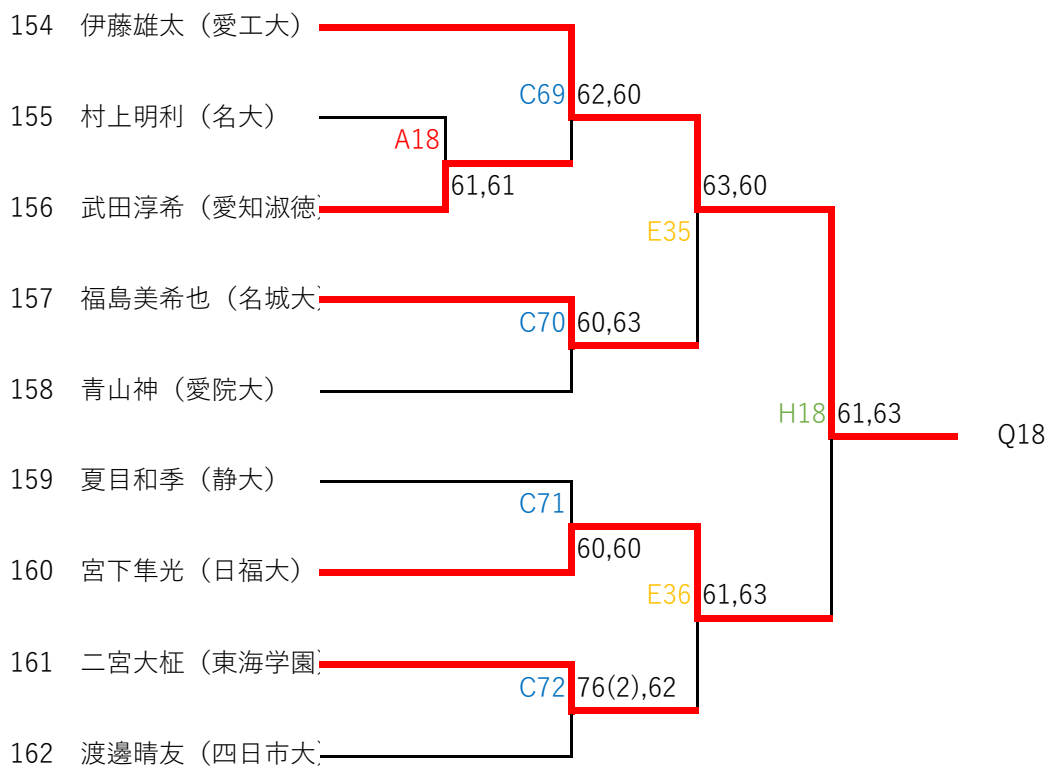 154 伊藤雄太（愛工大）
C69 62,60
155 村上明利（名大）
A18
61,61
63,60
156 武田淳希（愛知淑徳）
E35
157 福島美希也（名城大）
C70 60,63
158 青山神（愛院大）
H18 61,63
Q18
159 夏目和季（静大）
C71
60,60
160 宮下隼光（日福大）
E36 61,63
161 二宮大柾（東海学園）
C72 76(2),62
162 渡邊晴友（四日市大）